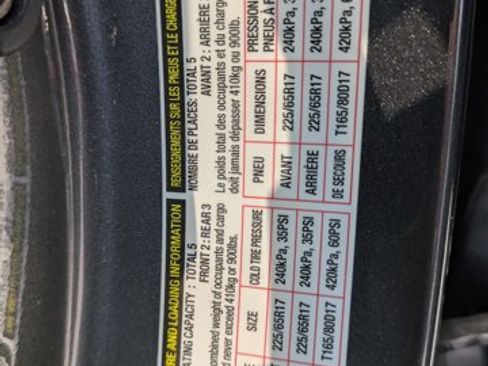 RE AND LOADING INFORMATION
ATING CAPACITY : TOTAL 5
FRONT 2 : REAR 3
ombined weight of occupants and cargo
d never exceed 410kg or 900lbs.
SIZE COLD TIRE PRESSURE
225/65R17 240kPa, 35PSI
225/65R17 240kPa, 35PSI
T165/80D17 420kPa, 60PSI
RENSEIGNEMENTS SUR LES PNEUS ET LE CHARGE
NOMBRE DE PLACES: TOTAL 5
AVANT 2 : ARRIÈRE
Le poids total des occupants et du charge
doit jamais dépasser 410kg ou 900lb.
PNEU DIMENSIONS PRESSION
PNEUS À F
AVANT 225/65R17 240kPa, 3
ARRIÈRE 225/65R17 240kPa, 3
DE SECOURS T165/80D17 420kPa, 6